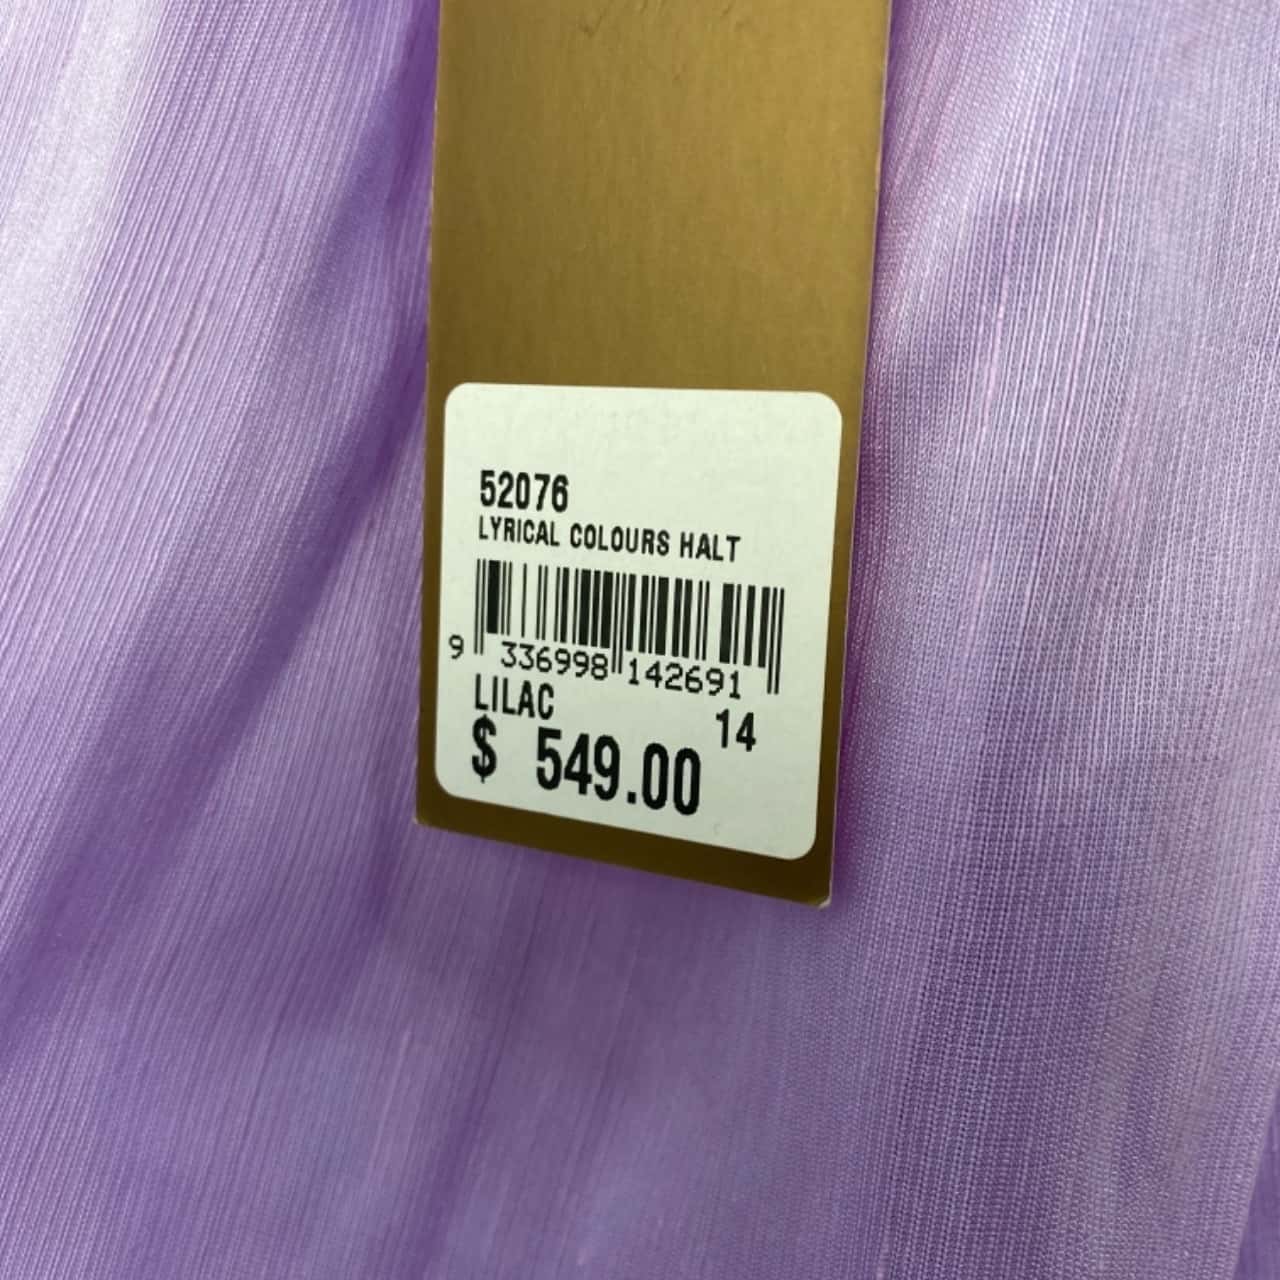 52076
LYRICAL COLOURS HALT
9 336998 142691
LILAC 14
$ 549.00